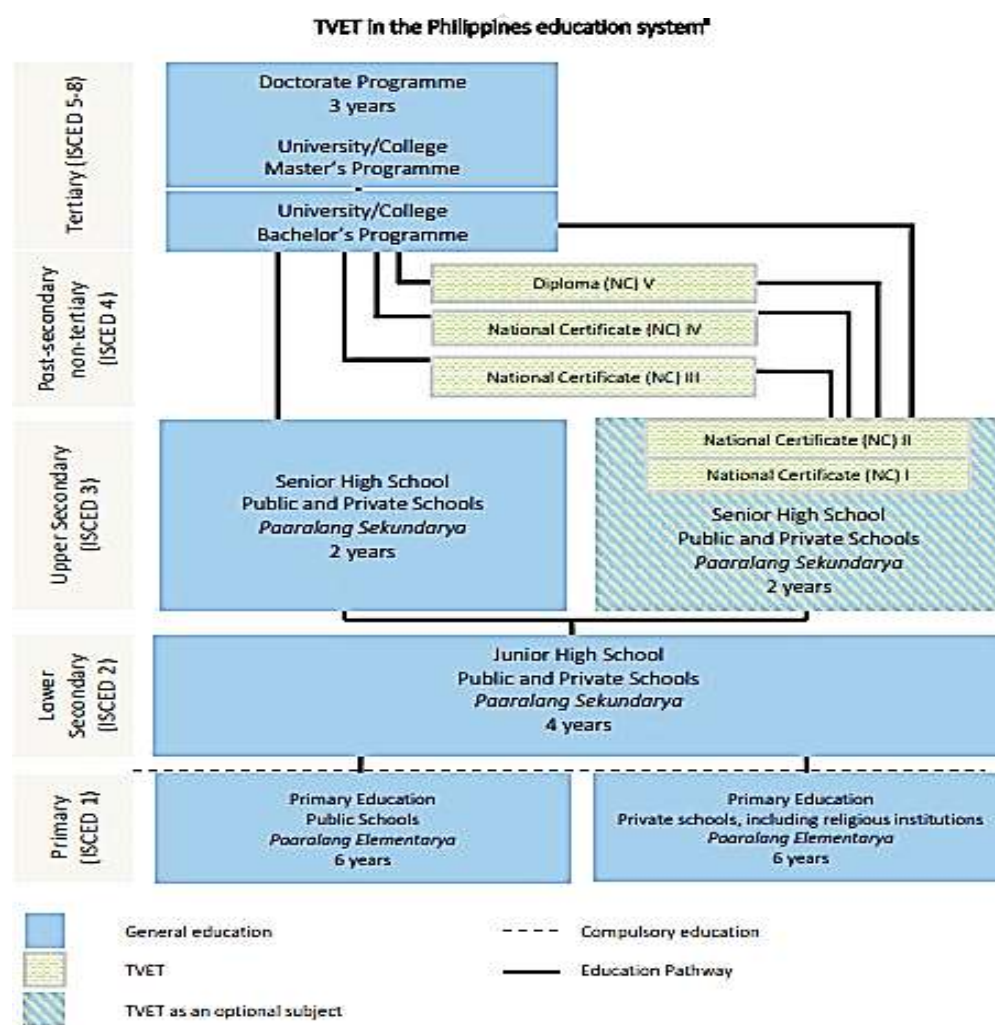 TVET in the Philippines education system
Tertiary (ISCED 5-8)
Doctorate Programme
3 years
University/College
Master's Programme
University/College
Bachelor's Programme
Post-secondary
non-tertiary
(ISCED 4)
Diploma (NC) V
National Certificate (NC) IV
National Certificate (NC) III
Upper Secondary
(ISCED 3)
Senior High School
Public and Private Schools
Paaralang Sekundarya
2 years
National Certificate (NC) II
National Certificate (NC) I
Senior High School
Public and Private Schools
Paaralang Sekundarya
2 years
Lower
Secondary
(ISCED 2)
Junior High School
Public and Private Schools
Paaralang Sekundarya
4 years
Primary
(ISCED 1)
Primary Education
Public Schools
Paaralang Elementarya
6 years
Primary Education
Private schools, including religious institutions
Paaralang Elementarya
6 years
General education
Compulsory education
TVET
Education Pathway
TVET as an optional subject